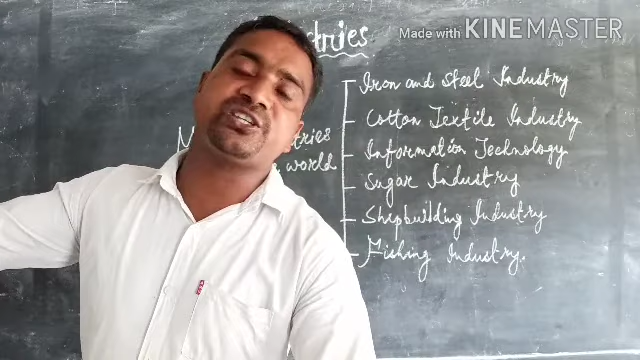 Made with KINEMASTER
Iron and Steel Industry
Cotton Textile Industry
Information Technology
world
Sugar Industry
Shipbuilding Industry
Fishing Industry.